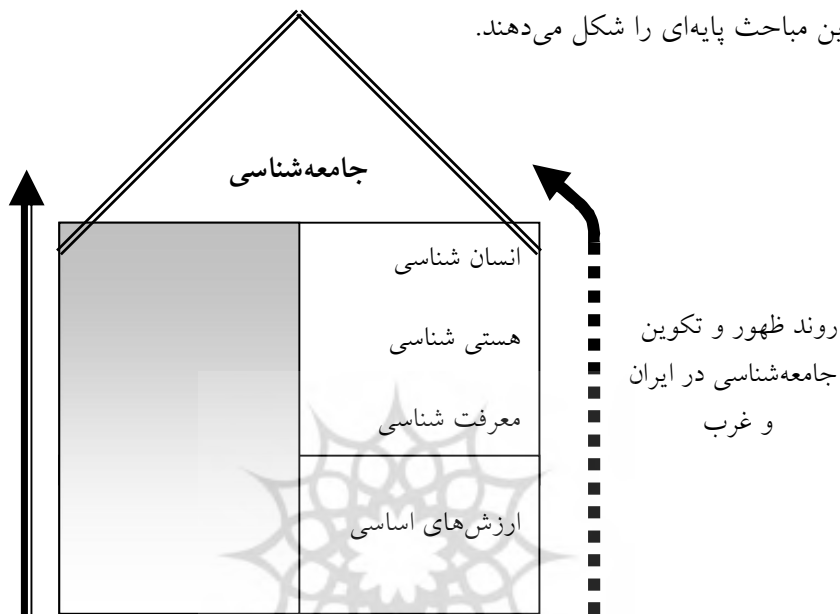 ین مباحث پایه‌ای را شکل می‌دهند.
جامعه‌شناسی
انسان شناسی
هستی شناسی
معرفت شناسی
ارزش‌های اساسی
روند ظهور و تکوین
جامعه‌شناسی در ایران
و غرب